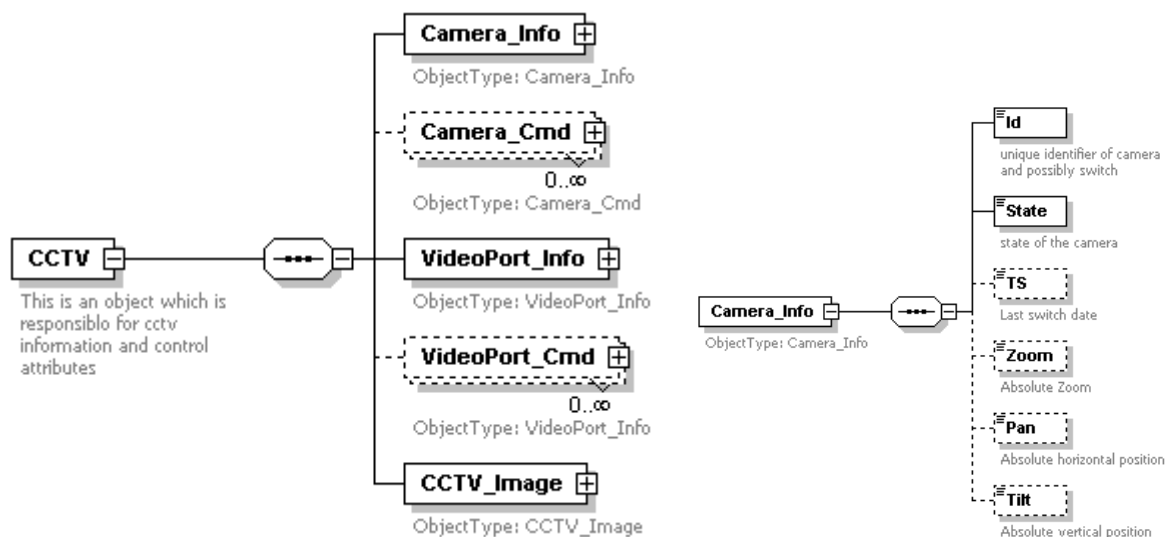 Camera_Info
ObjectType: Camera_Info
Camera_Cmd
0..∞
ObjectType: Camera_Cmd
CCTV
This is an object which is
responsiblo for cctv
information and control
attributes
VideoPort_Info
ObjectType: VideoPort_Info
VideoPort_Cmd
0..∞
ObjectType: VideoPort_Info
CCTV_Image
ObjectType: CCTV_Image
Camera_Info
ObjectType: Camera_Info
Id
unique identifier of camera
and possibly switch
State
state of the camera
TS
Last switch date
Zoom
Absolute Zoom
Pan
Absolute horizontal position
Tilt
Absolute vertical position